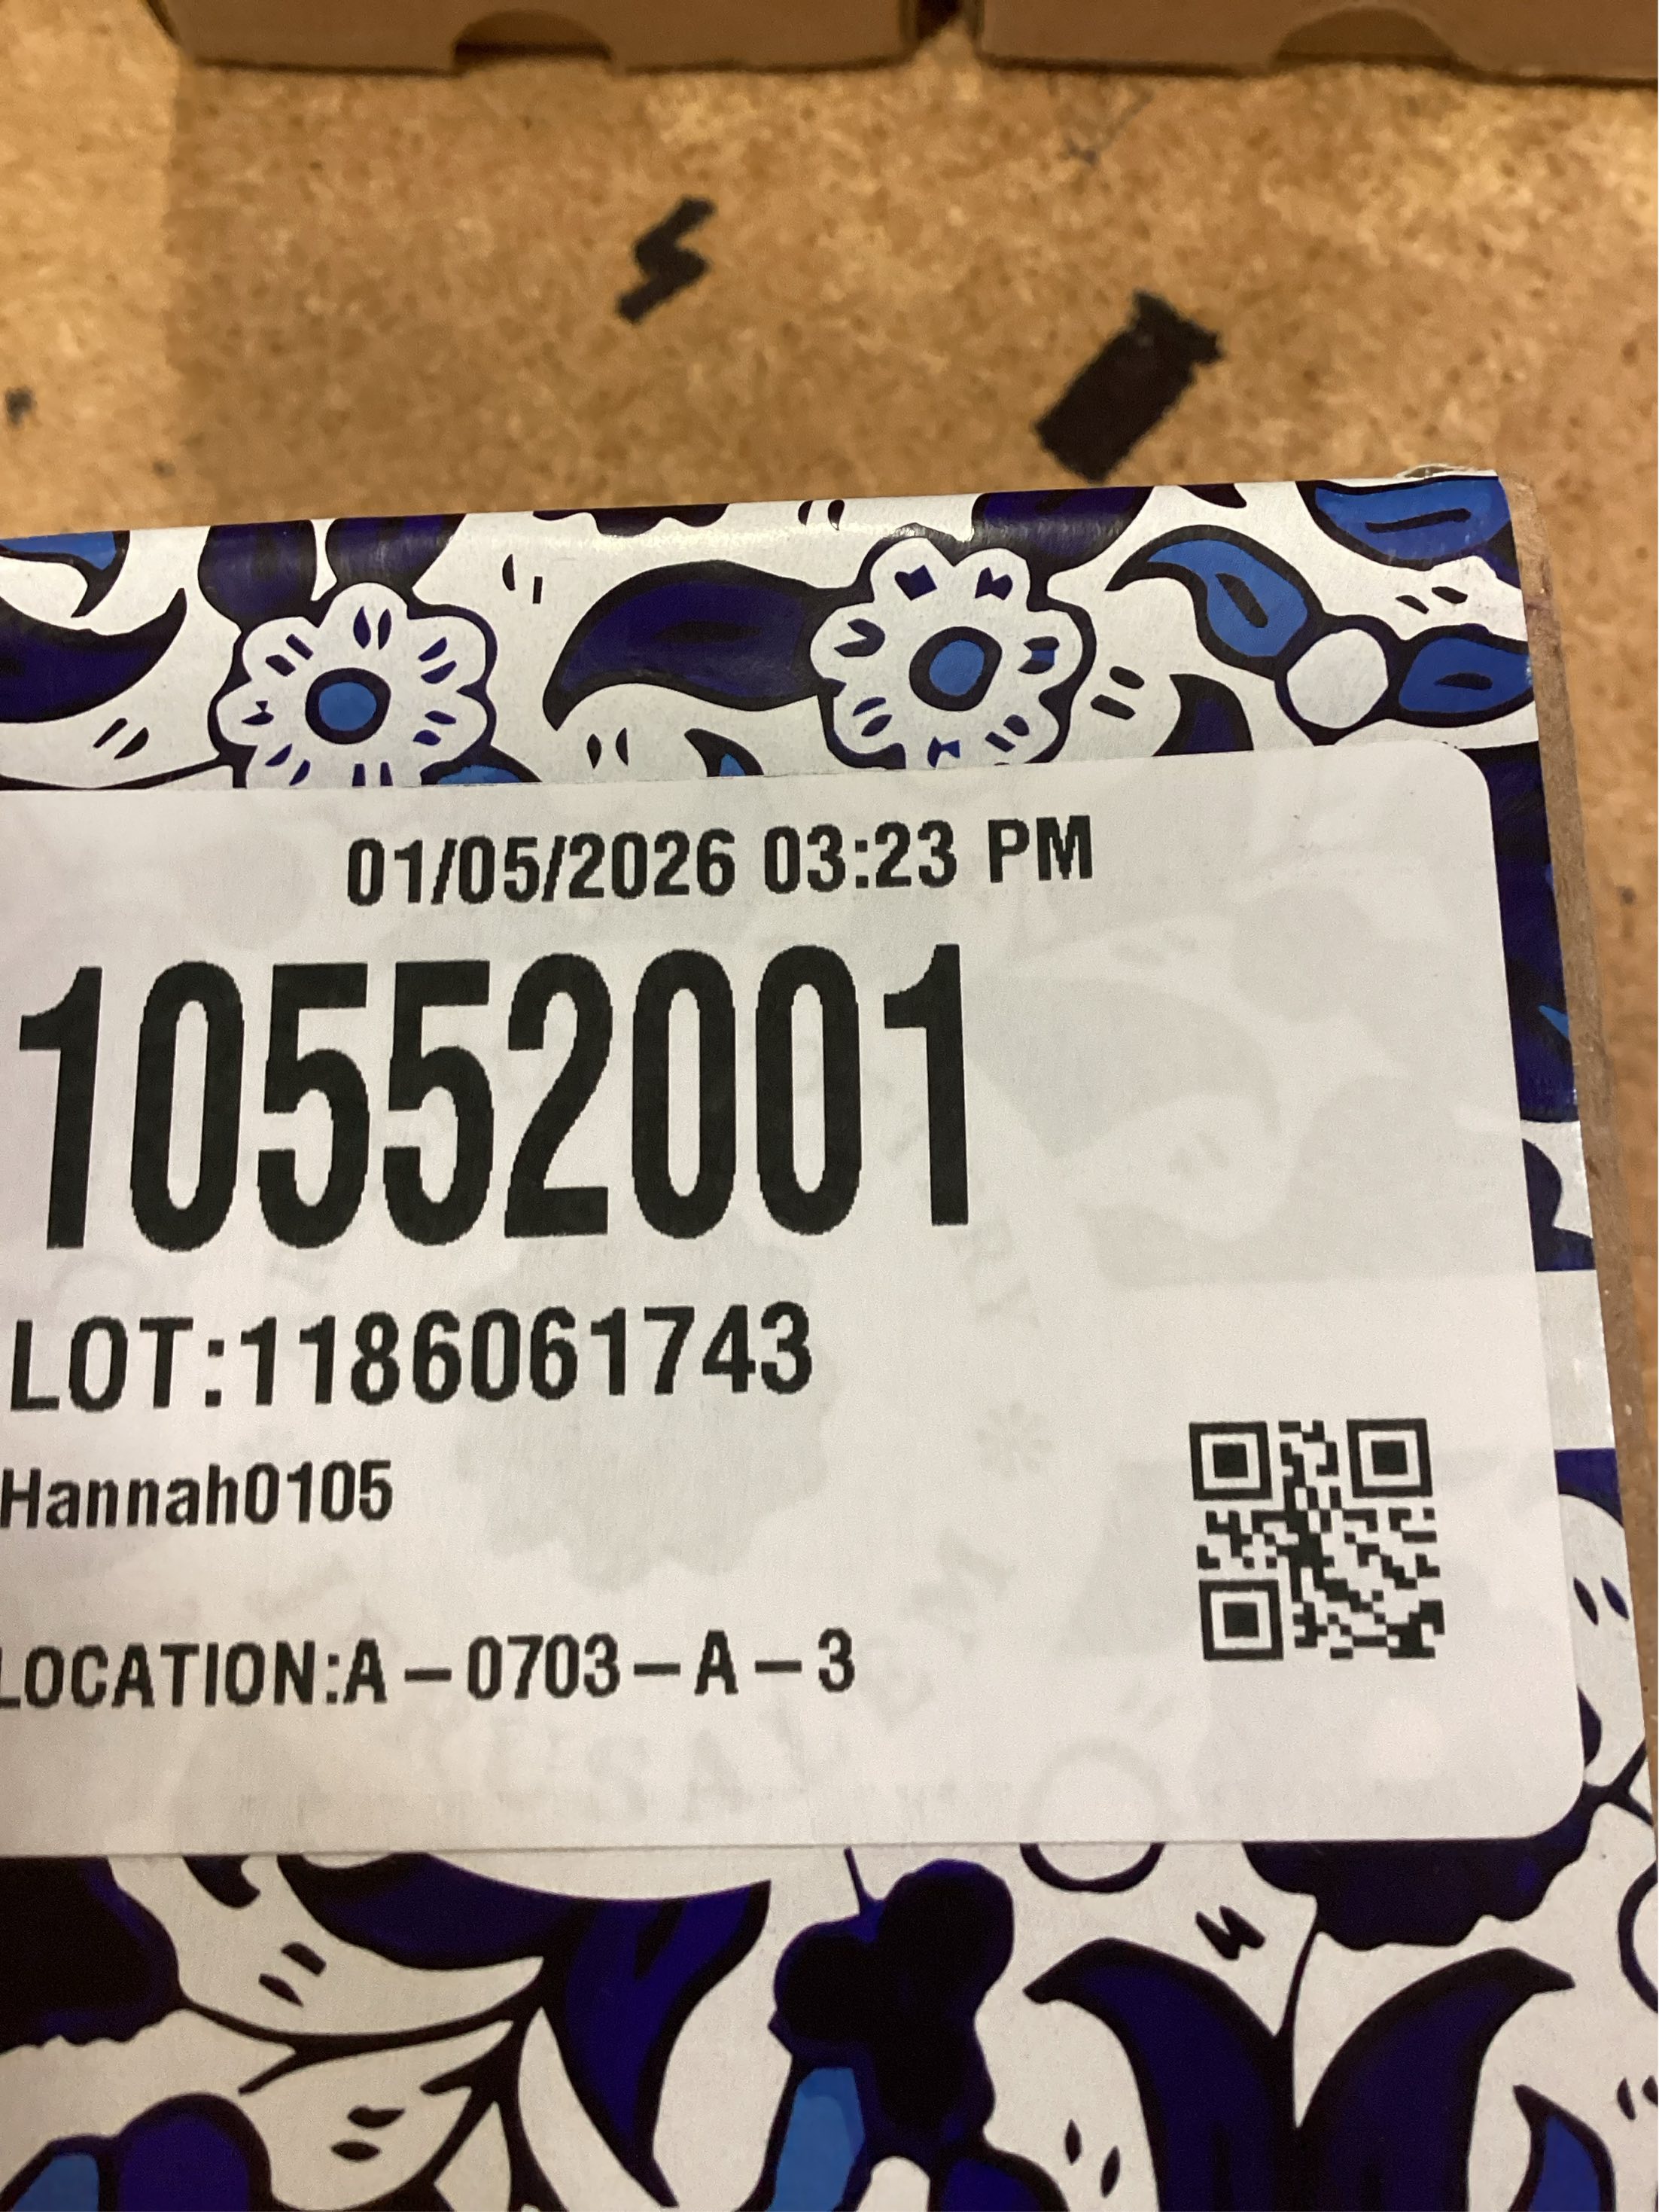 01/05/2026 03:23 PM
10552001
LOT:1186061743
Hannah0105
LOCATION:A-0703-A-3